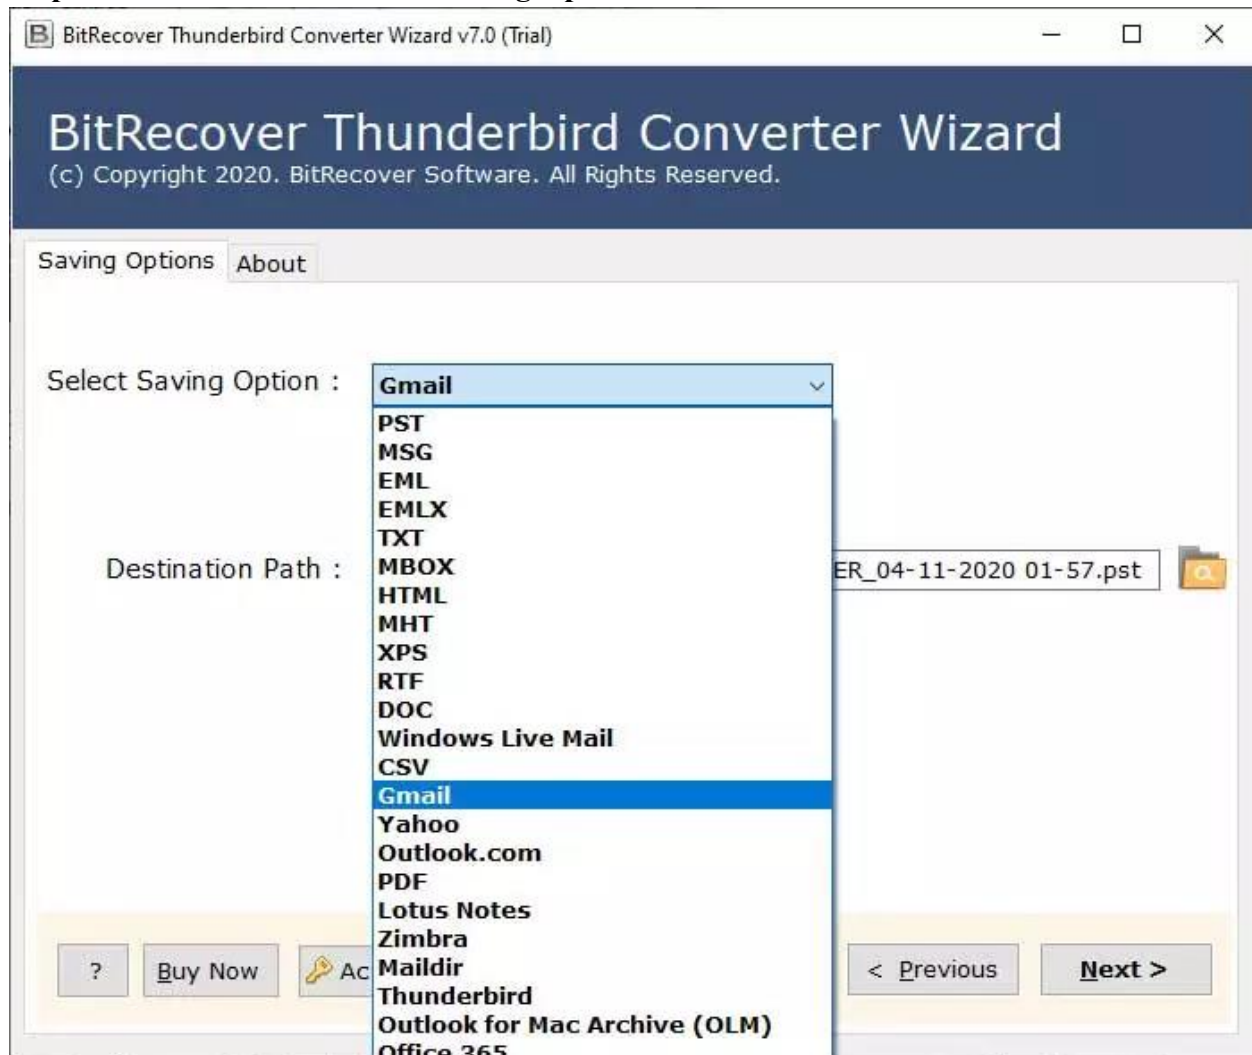 BitRecover Thunderbird Converter Wizard v7.0 (Trial)
BitRecover Thunderbird Converter Wizard
(c) Copyright 2020. BitRecover Software. All Rights Reserved.
Saving Options About
Select Saving Option : Gmail
PST
MSG
EML
EMLX
TXT
Destination Path : MBOX ER_04-11-2020 01-57.pst
HTML
MHT
XPS
RTF
DOC
Windows Live Mail
CSV
Gmail
Yahoo
Outlook.com
PDF
Lotus Notes
Zimbra
? Buy Now Ac Maildir < Previous Next >
Thunderbird
Outlook for Mac Archive (OLM)
Office 365